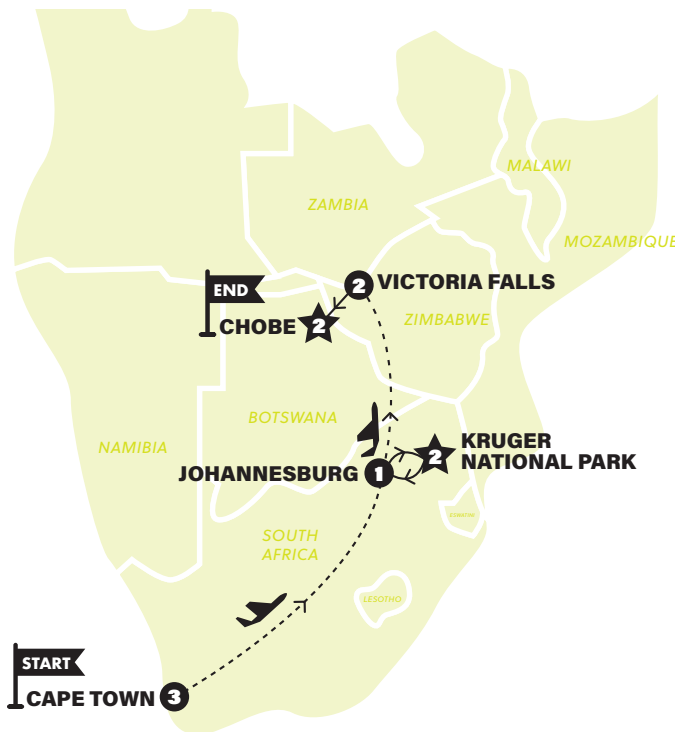 MALAWI
ZAMBIA
MOZAMBIQUE
END
2
VICTORIA FALLS
CHOBE
2
ZIMBABWE
BOTSWANA
NAMIBIA
KRUGER
NATIONAL PARK
2
JOHANNESBURG
1
SOUTH
AFRICA
LESOTHO
START
CAPE TOWN
3